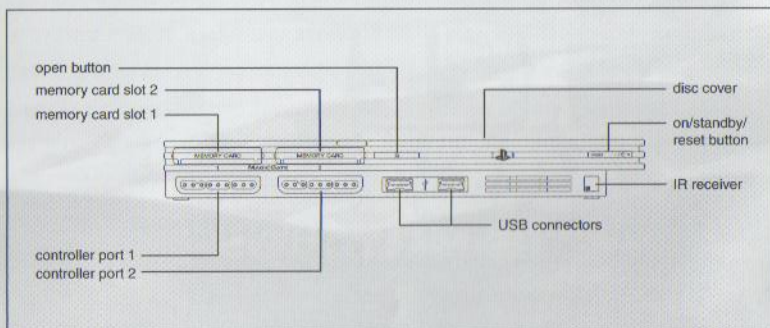 open button
memory card slot 2
memory card slot 1
disc cover
on/standby/
reset button
MEMORY CARD
MEMORY CARD
IR receiver
USB connectors
controller port 1
controller port 2